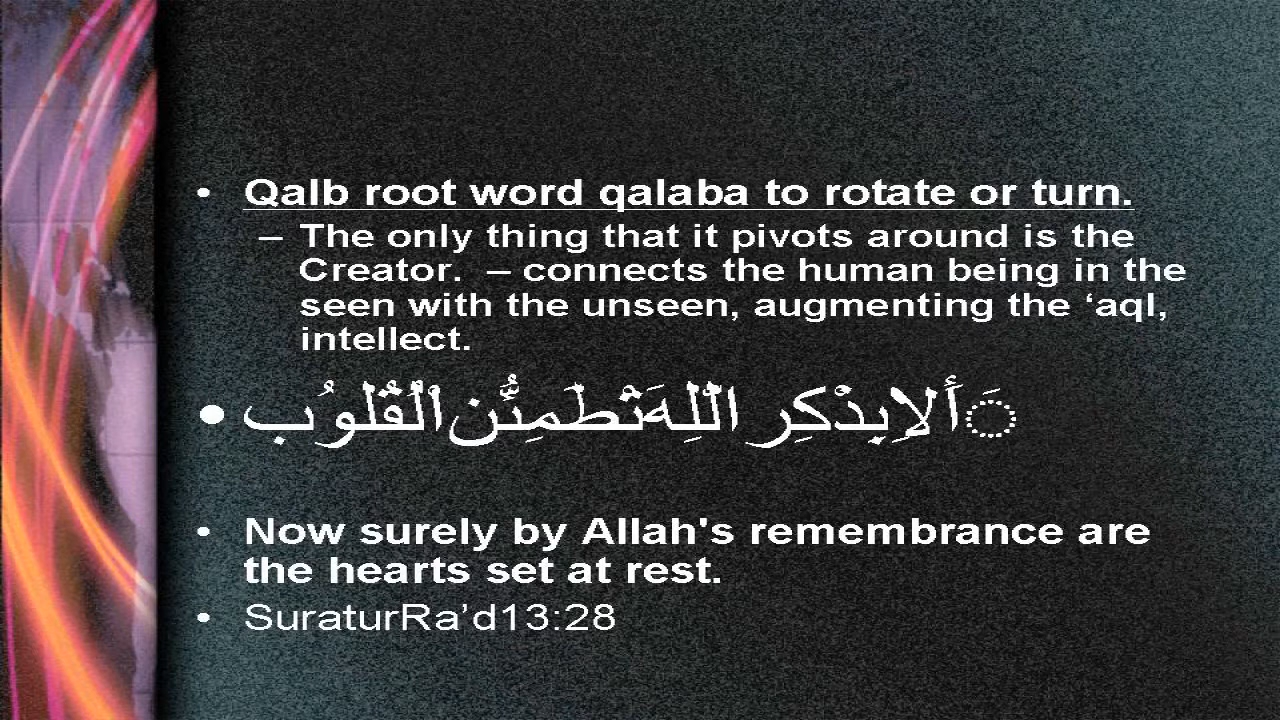 • Qalb root word qalaba to rotate or turn.
– The only thing that it pivots around is the
Creator. – connects the human being in the
seen with the unseen, augmenting the ‘aql,
intellect.
• ◌َأَلاِبِذْكِر اللِّهَتْطَمِئُّن الْقُلوُب
• Now surely by Allah's remembrance are
the hearts set at rest.
• SuraturRa’d13:28